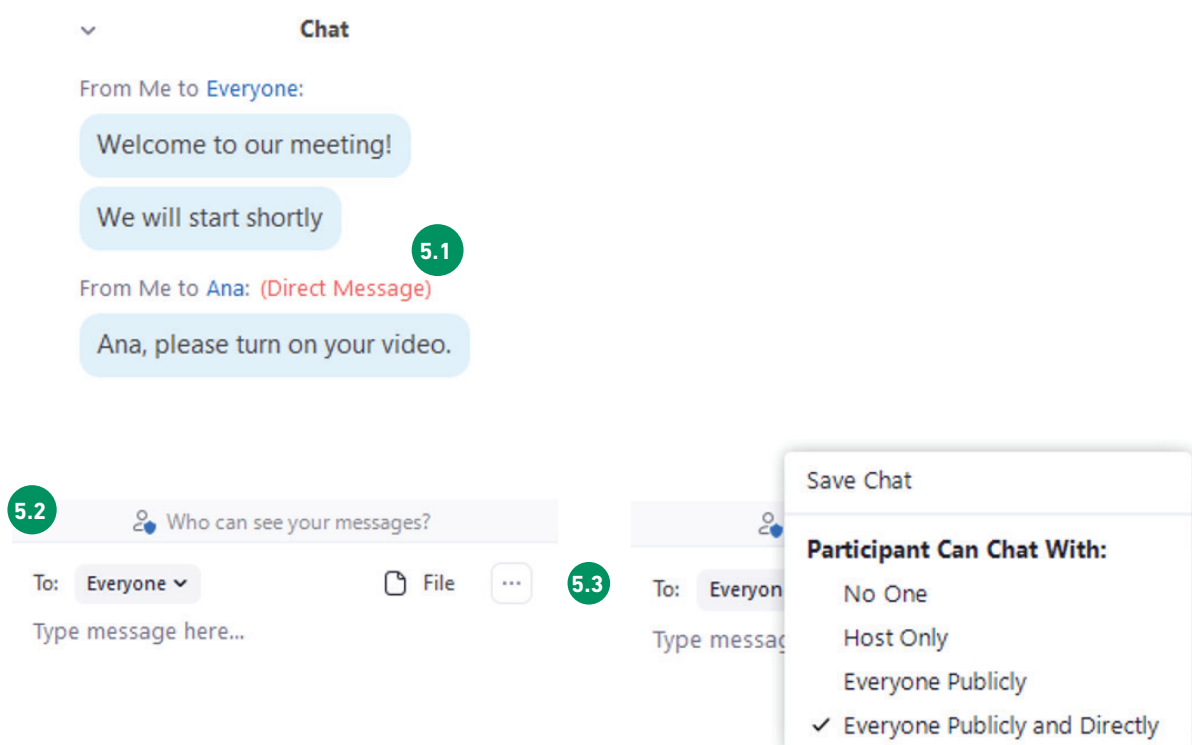 Chat
From Me to Everyone:
Welcome to our meeting!
We will start shortly
5.1
From Me to Ana: (Direct Message)
Ana, please turn on your video.
5.2
Who can see your messages?
To: Everyone File ...
Type message here...
5.3
Save Chat
Participant Can Chat With:
To: Everyon
No One
Type messag
Host Only
Everyone Publicly
✓ Everyone Publicly and Directly